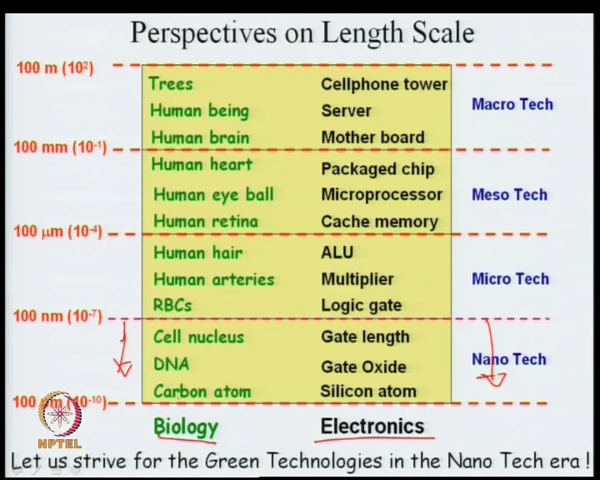 Perspectives on Length Scale
100 m (10²)
Trees Cellphone tower
Human being Server Macro Tech
Human brain Mother board
100 mm (10⁻¹)
Human heart Packaged chip
Human eye ball Microprocessor Meso Tech
Human retina Cache memory
100 µm (10⁻⁴)
Human hair ALU
Human arteries Multiplier Micro Tech
RBCs Logic gate
100 nm (10⁻⁷)
Cell nucleus Gate length
DNA Gate Oxide Nano Tech
Carbon atom Silicon atom
100 (10⁻¹⁰)
Biology Electronics
NPTEL
Let us strive for the Green Technologies in the Nano Tech era !